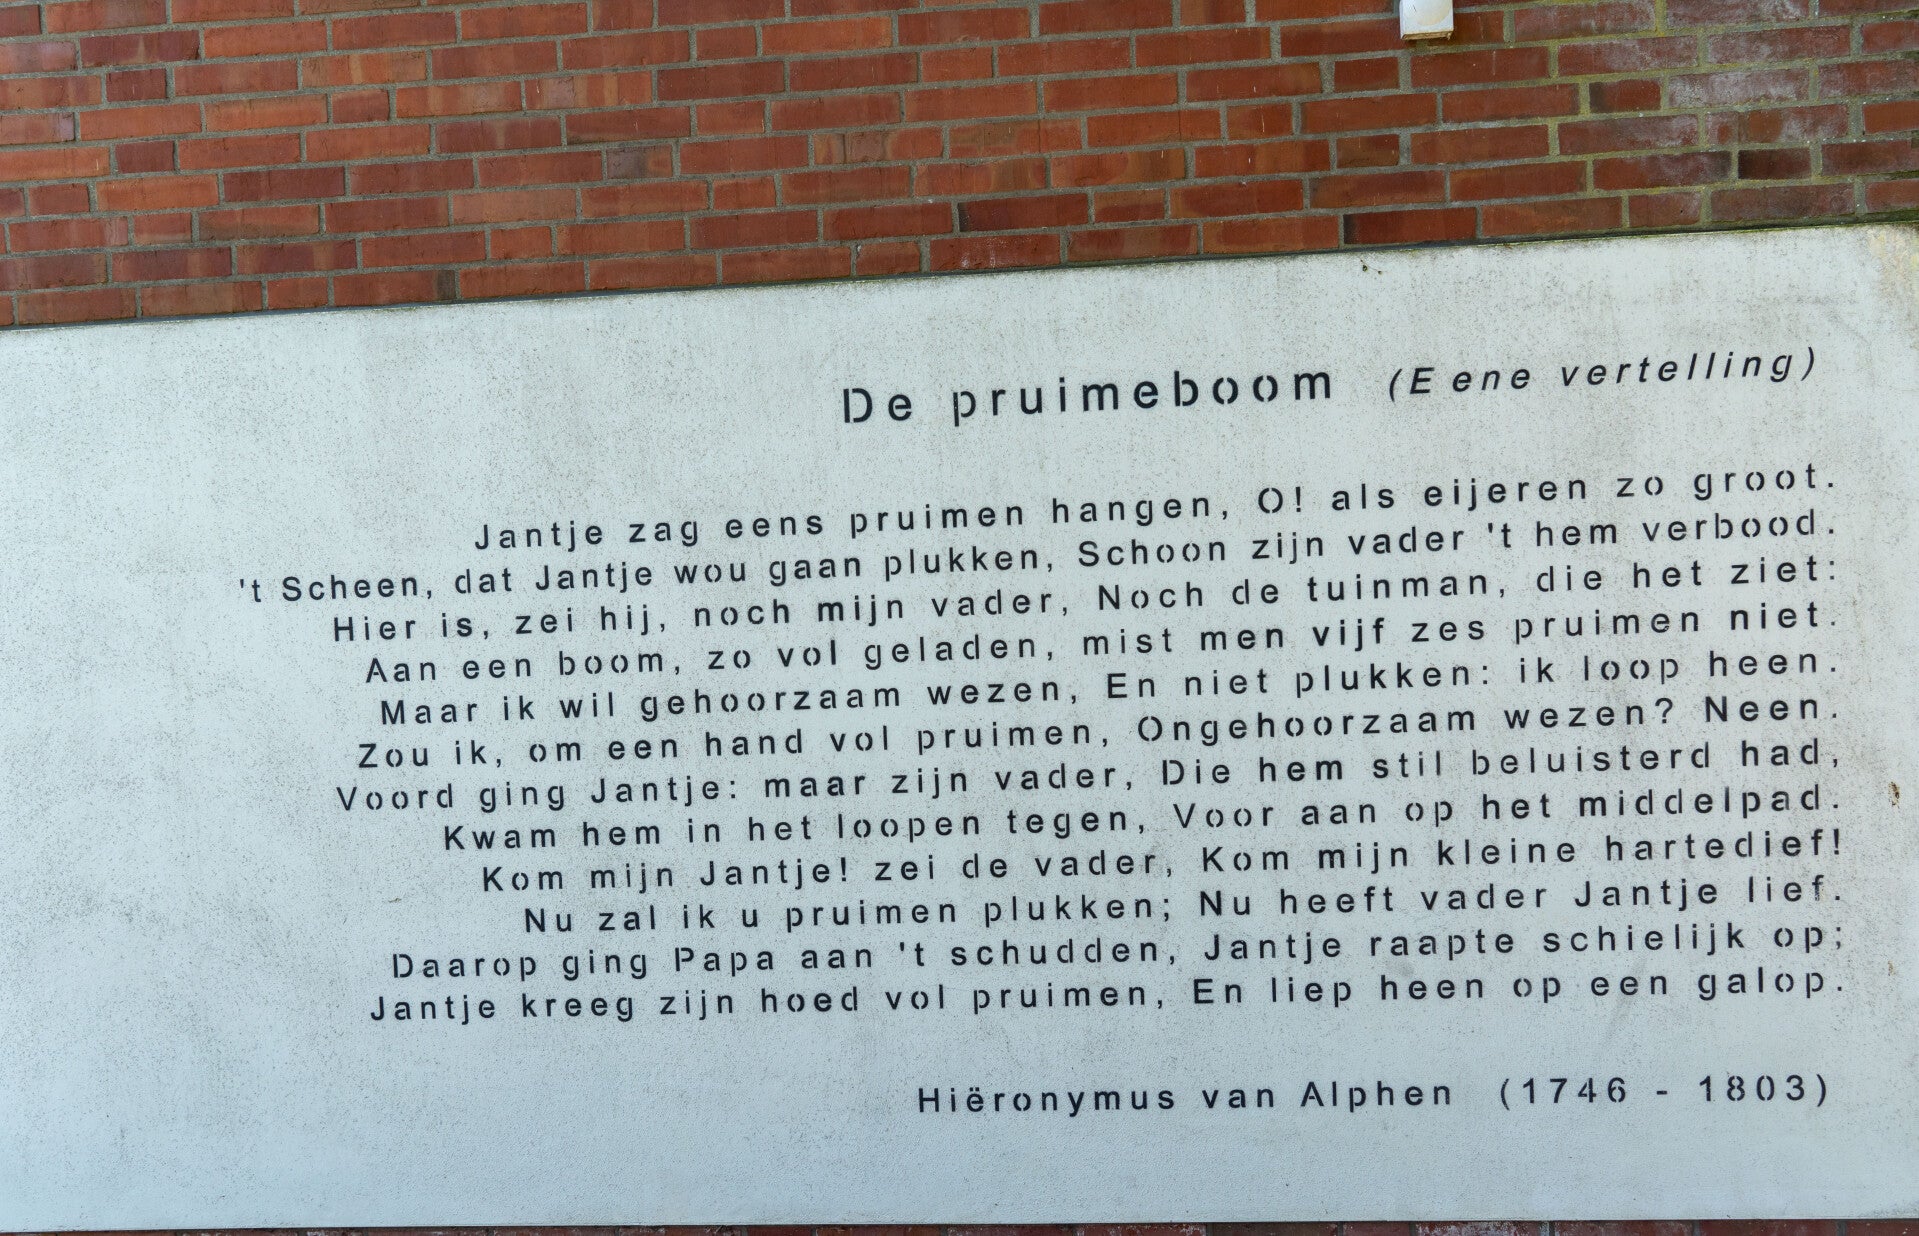 De pruimeboom (Eene vertelling)
Jantje zag eens pruimen hangen, O! als eijeren zo groot.
't Scheen, dat Jantje wou gaan plukken, Schoon zijn vader 't hem verbood.
Hier is, zei hij, noch mijn vader, Noch de tuinman, die het ziet:
Aan een boom, zo vol geladen, mist men vijf zes pruimen niet.
Maar ik wil gehoorzaam wezen, En niet plukken: ik loop heen.
Zou ik, om een hand vol pruimen, Ongehoorzaam wezen? Neen.
Voord ging Jantje: maar zijn vader, Die hem stil beluisterd had,
Kwam hem in het loopen tegen, Voor aan op het middelpad.
Kom mijn Jantje! zei de vader, Kom mijn kleine hartedief!
Nu zal ik u pruimen plukken; Nu heeft vader Jantje lief.
Daarop ging Papa aan 't schudden, Jantje raapte schielijk op;
Jantje kreeg zijn hoed vol pruimen, En liep heen op een galop.
Hiëronymus van Alphen (1746 - 1803)